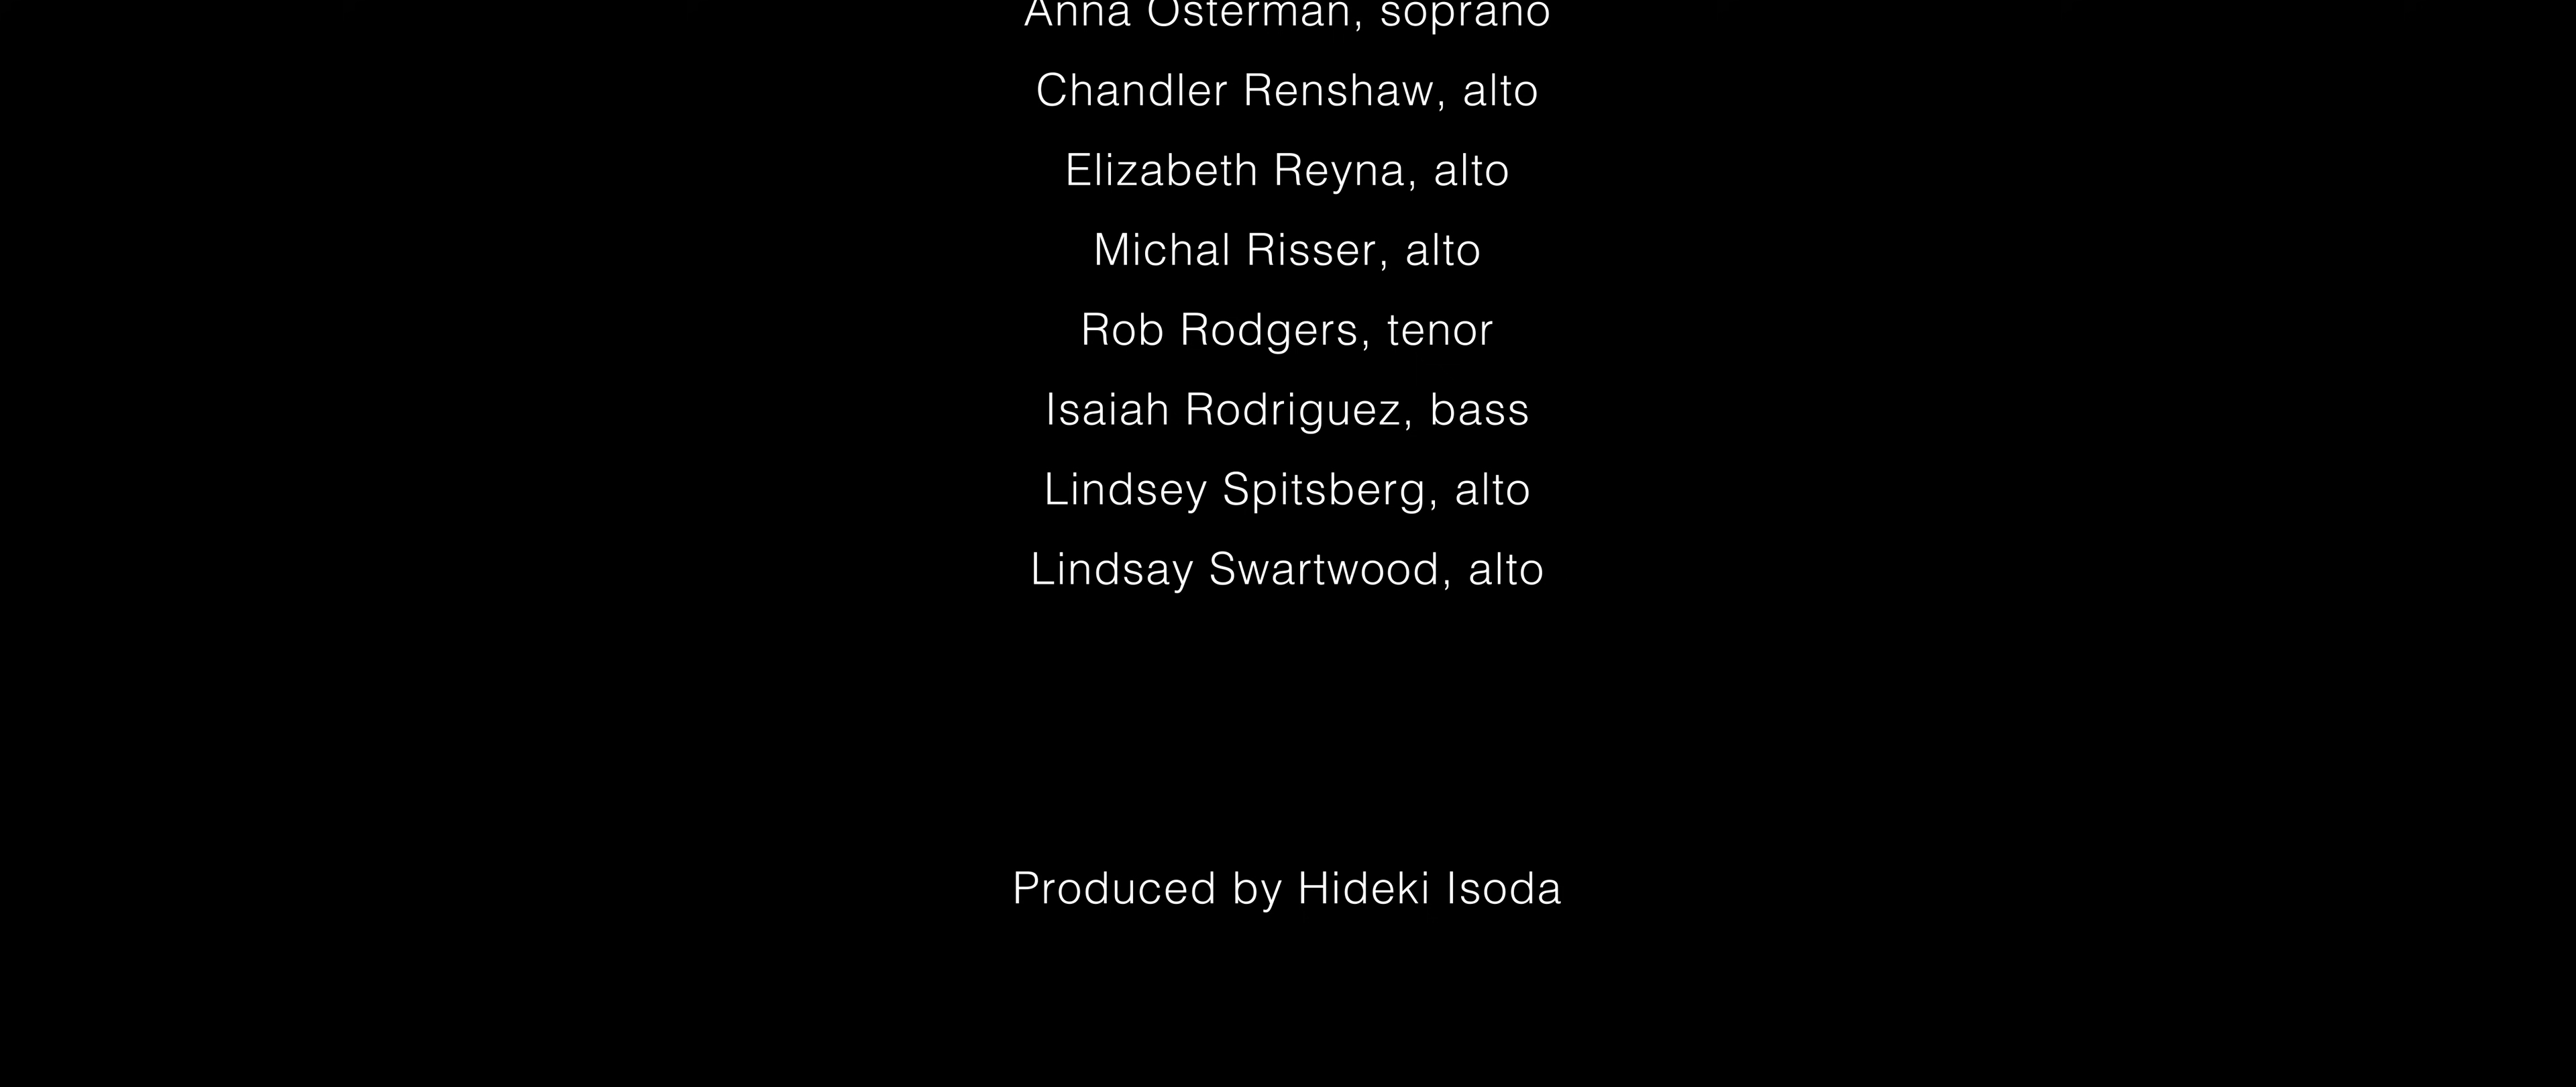 Anna Osterman, soprano
Chandler Renshaw, alto
Elizabeth Reyna, alto
Michal Risser, alto
Rob Rodgers, tenor
Isaiah Rodriguez, bass
Lindsey Spitsberg, alto
Lindsay Swartwood, alto
Produced by Hideki Isoda